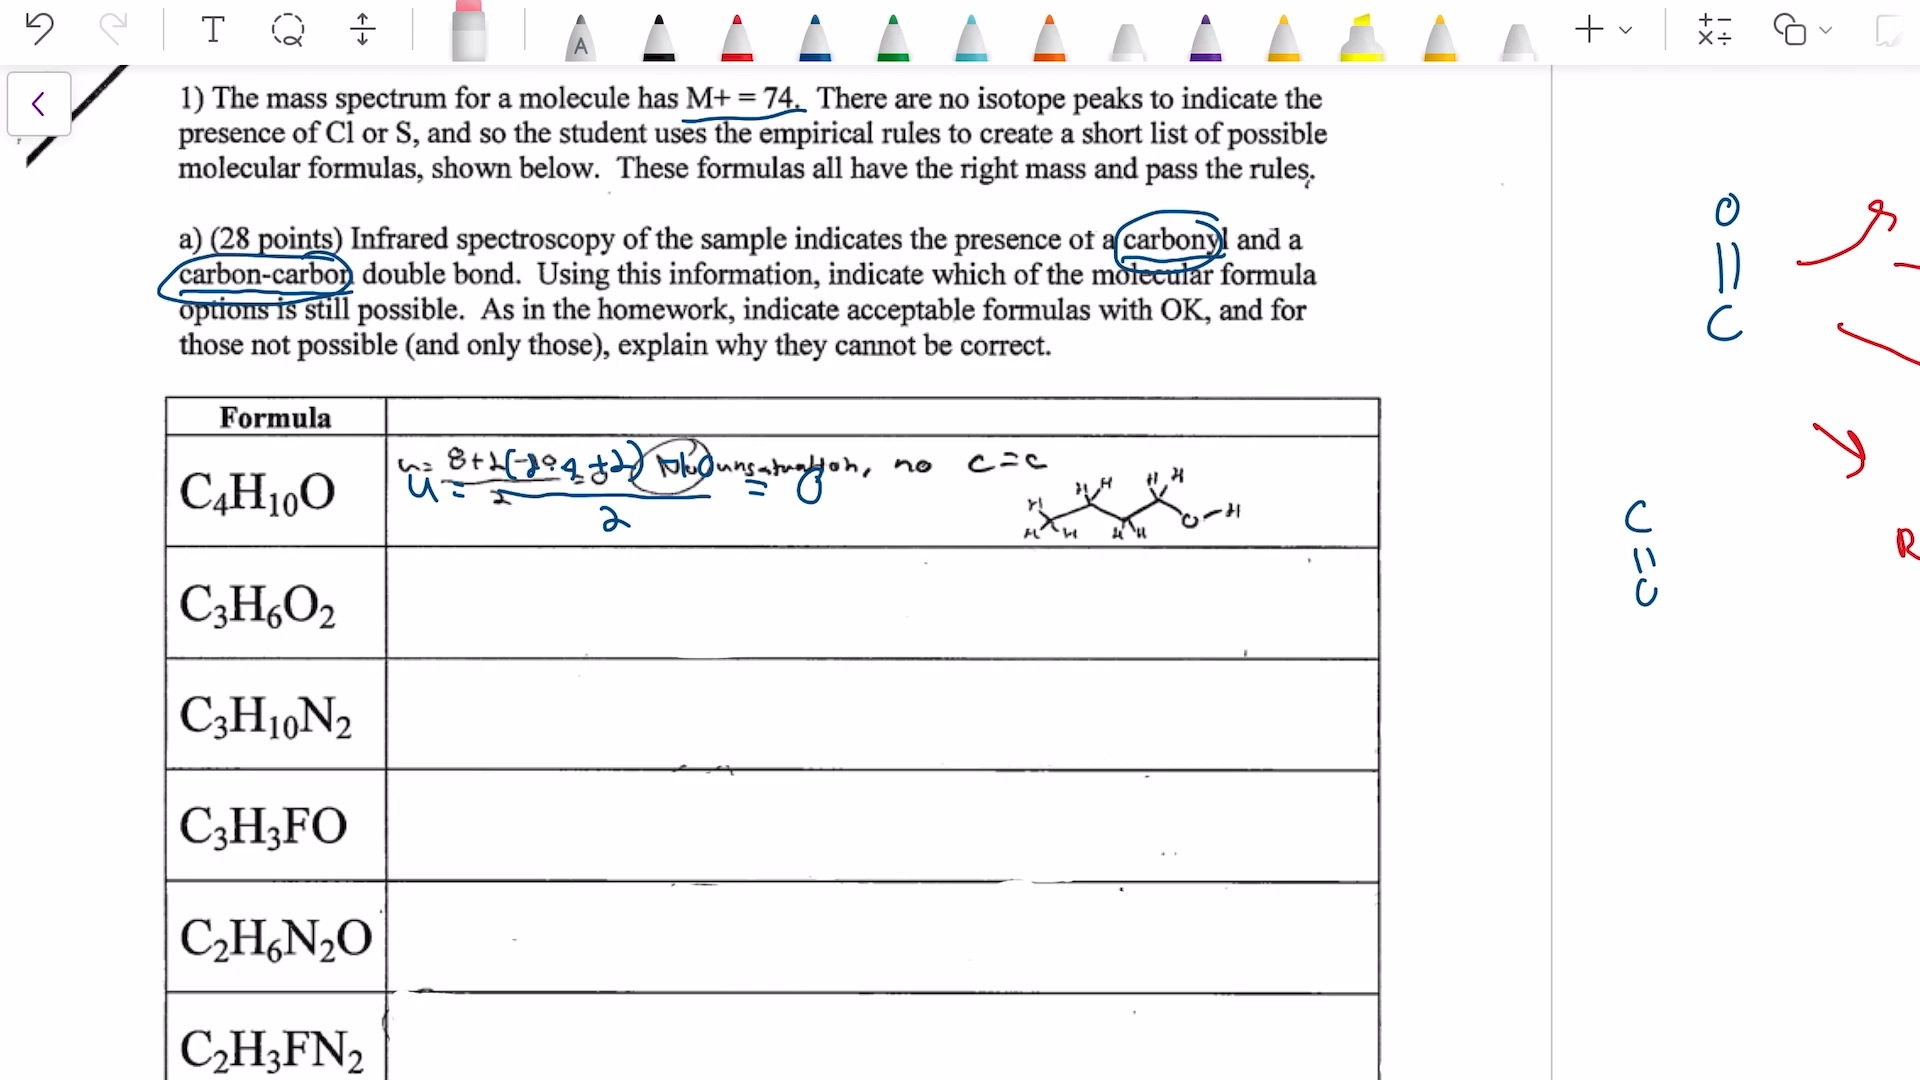 T
A
1) The mass spectrum for a molecule has M+ = 74. There are no isotope peaks to indicate the
presence of Cl or S, and so the student uses the empirical rules to create a short list of possible
molecular formulas, shown below. These formulas all have the right mass and pass the rules.
a) (28 points) Infrared spectroscopy of the sample indicates the presence of a carbonyl and a
carbon-carbon double bond. Using this information, indicate which of the molecular formula
options is still possible. As in the homework, indicate acceptable formulas with OK, and for
those not possible (and only those), explain why they cannot be correct.
Formula
C4H10O
unsaturation, no C=C
u =
2
= 0
H H H H H H H H H O-H
C3H6O2
C3H10N2
C3H3FO
C2H6N2O
C2H3FN2
O
||
C
C
||
C
R